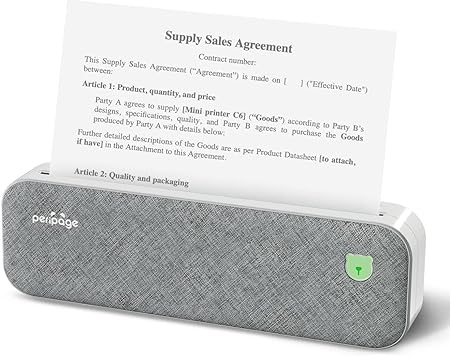 Supply Sales Agreement
Contract number:
This Supply Sales Agreement ("Agreement") is made on [ ] ("Effective Date")
between:
Article 1: Product, quantity, and price
Party A agrees to supply [Mini printer C6] ("Goods") according to Party B's
designs, specifications, quality, and Party B agrees to purchase the Goods
produced by Party A with details below:
Further detailed descriptions of the Goods are as per Product Datasheet [to attach,
if have] in the Attachment to this Agreement.
Article 2: Quality and packaging
peripage